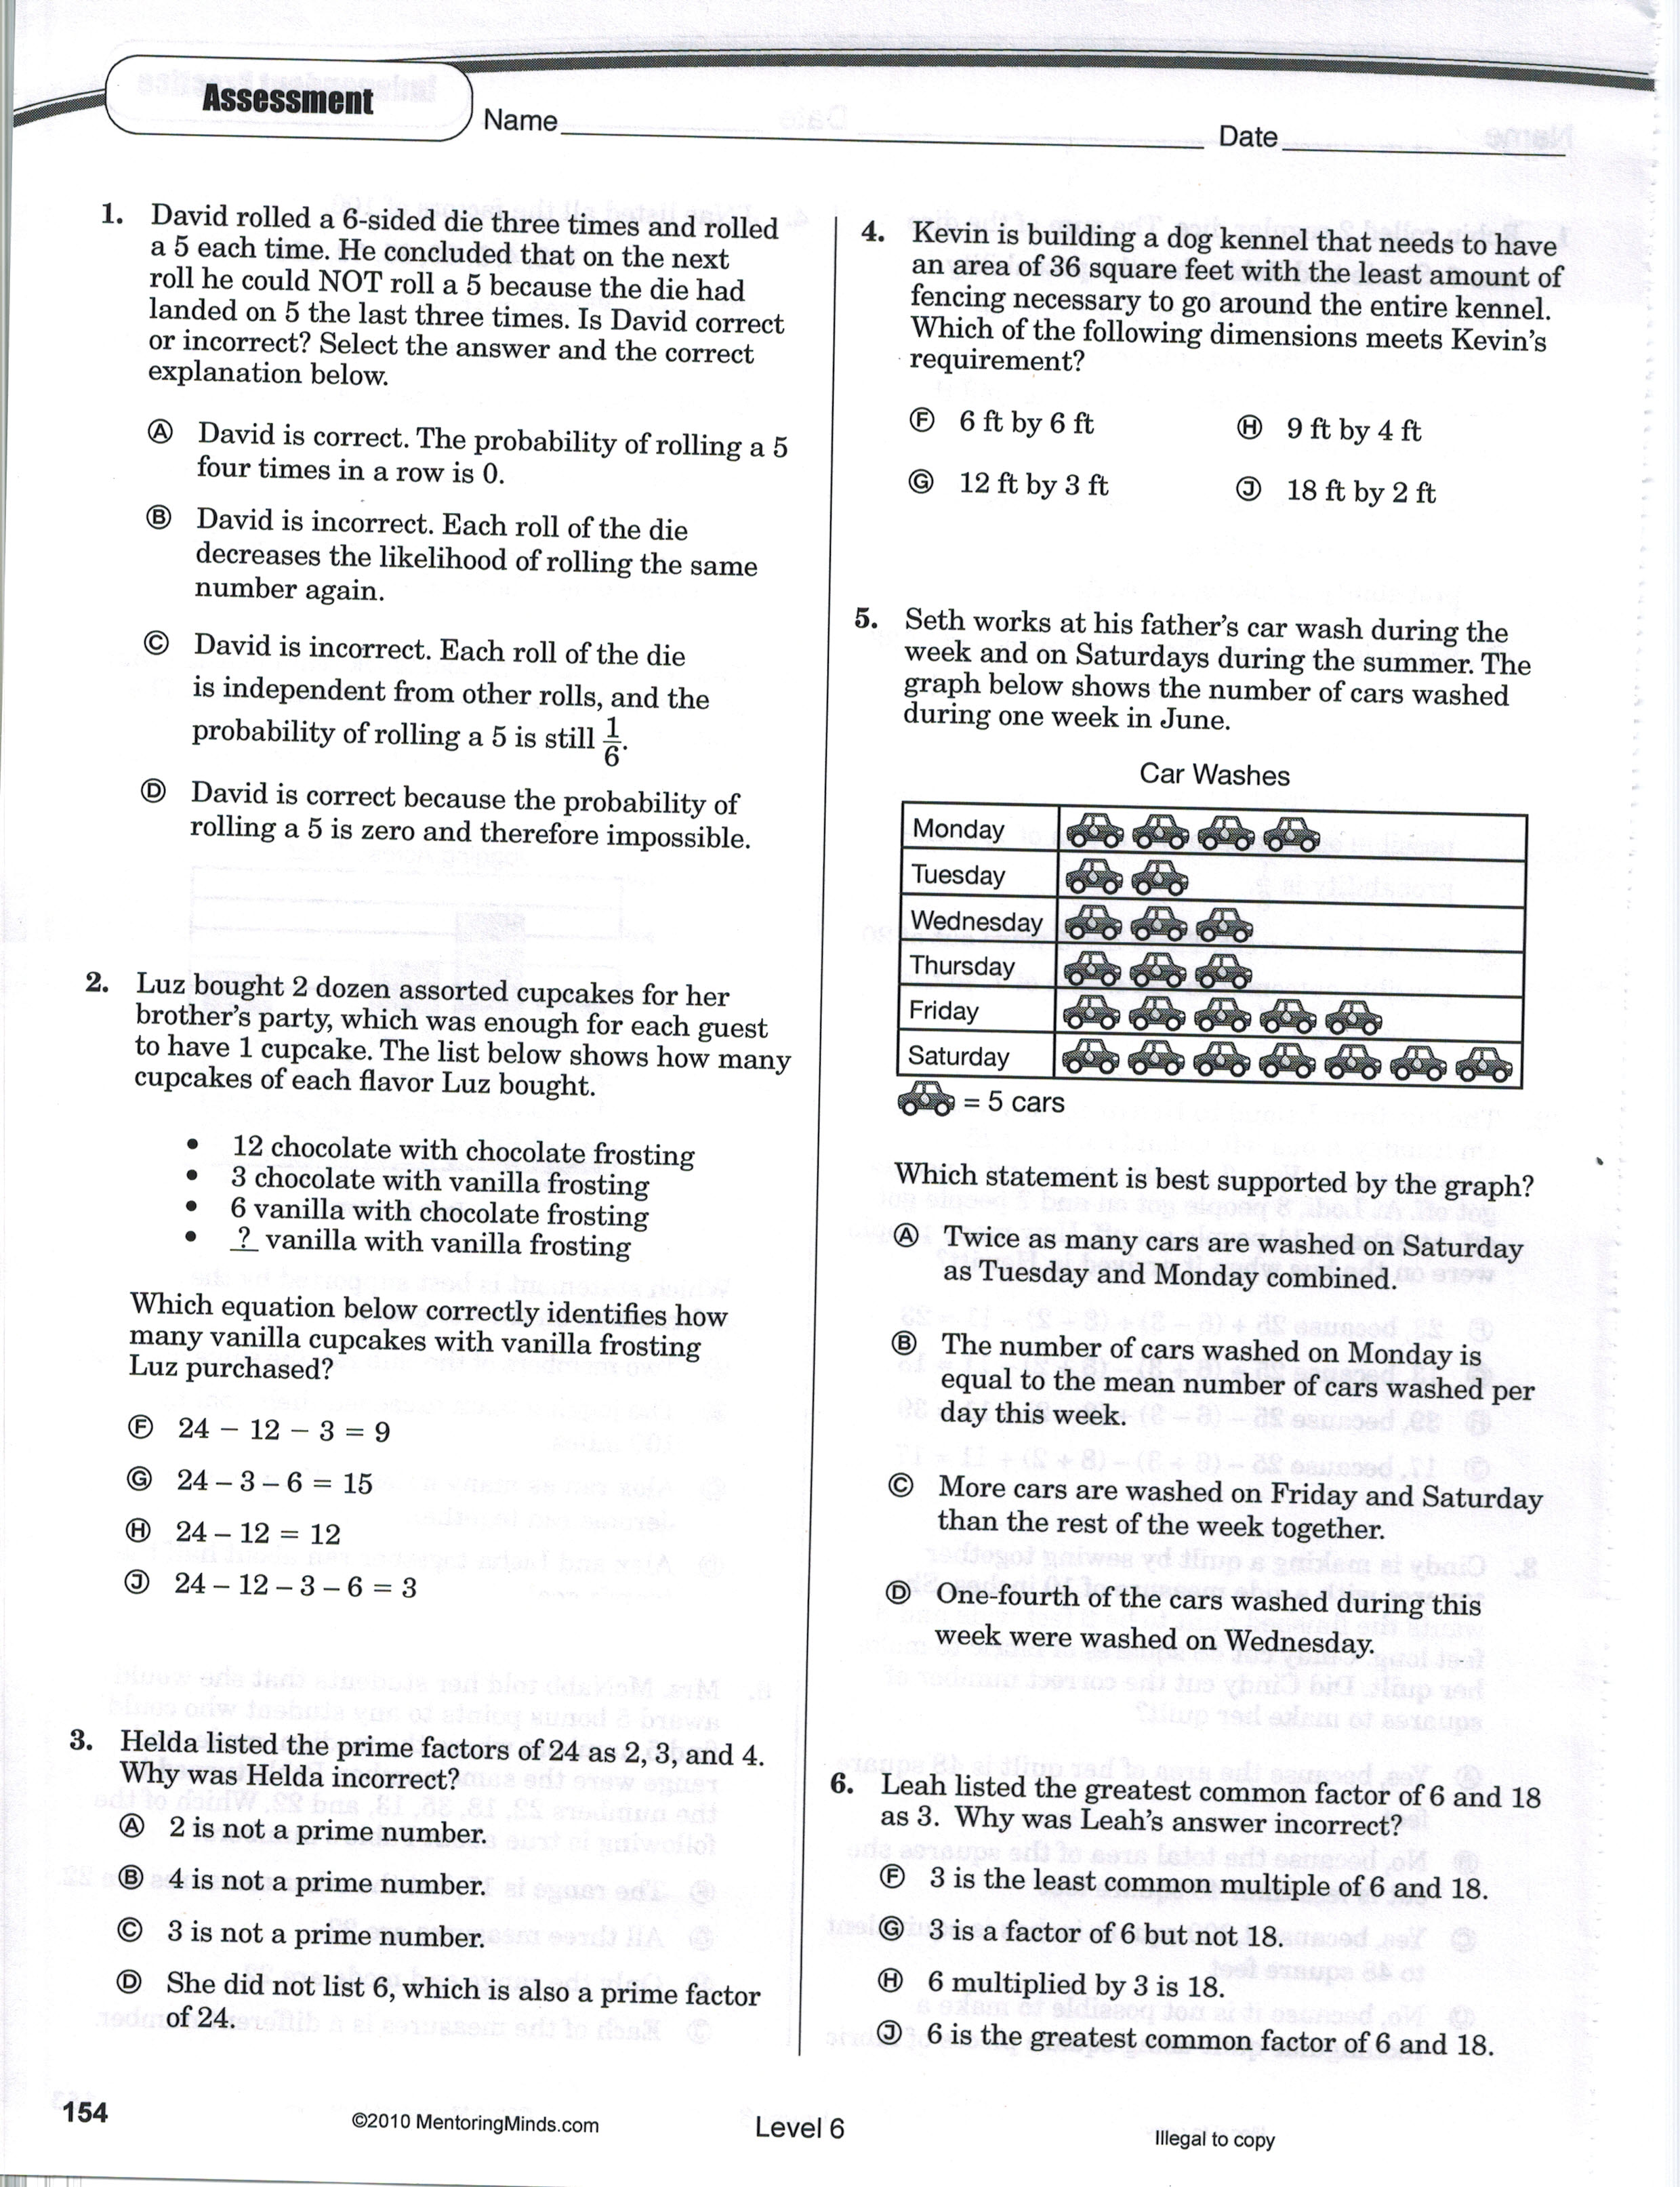 Assessment
Name
Date
1. David rolled a 6-sided die three times and rolled
a 5 each time. He concluded that on the next
roll he could NOT roll a 5 because the die had
landed on 5 the last three times. Is David correct
or incorrect? Select the answer and the correct
explanation below.
Ⓐ David is correct. The probability of rolling a 5
four times in a row is 0.
Ⓑ David is incorrect. Each roll of the die
decreases the likelihood of rolling the same
number again.
Ⓒ David is incorrect. Each roll of the die
is independent from other rolls, and the
probability of rolling a 5 is still 1/6.
Ⓓ David is correct because the probability of
rolling a 5 is zero and therefore impossible.
2. Luz bought 2 dozen assorted cupcakes for her
brother's party, which was enough for each guest
to have 1 cupcake. The list below shows how many
cupcakes of each flavor Luz bought.
• 12 chocolate with chocolate frosting
• 3 chocolate with vanilla frosting
• 6 vanilla with chocolate frosting
• ? vanilla with vanilla frosting
Which equation below correctly identifies how
many vanilla cupcakes with vanilla frosting
Luz purchased?
Ⓕ 24 – 12 – 3 = 9
Ⓖ 24 – 3 – 6 = 15
Ⓗ 24 – 12 = 12
Ⓙ 24 – 12 – 3 – 6 = 3
3. Helda listed the prime factors of 24 as 2, 3, and 4.
Why was Helda incorrect?
Ⓐ 2 is not a prime number.
Ⓑ 4 is not a prime number.
Ⓒ 3 is not a prime number.
Ⓓ She did not list 6, which is also a prime factor
of 24.
4. Kevin is building a dog kennel that needs to have
an area of 36 square feet with the least amount of
fencing necessary to go around the entire kennel.
Which of the following dimensions meets Kevin's
requirement?
Ⓕ 6 ft by 6 ft
Ⓗ 9 ft by 4 ft
Ⓖ 12 ft by 3 ft
Ⓙ 18 ft by 2 ft
5. Seth works at his father's car wash during the
week and on Saturdays during the summer. The
graph below shows the number of cars washed
during one week in June.
Car Washes
Monday
Tuesday
Wednesday
Thursday
Friday
Saturday
= 5 cars
Which statement is best supported by the graph?
Ⓐ Twice as many cars are washed on Saturday
as Tuesday and Monday combined.
Ⓑ The number of cars washed on Monday is
equal to the mean number of cars washed per
day this week.
Ⓒ More cars are washed on Friday and Saturday
than the rest of the week together.
Ⓓ One-fourth of the cars washed during this
week were washed on Wednesday.
6. Leah listed the greatest common factor of 6 and 18
as 3. Why was Leah's answer incorrect?
Ⓕ 3 is the least common multiple of 6 and 18.
Ⓖ 3 is a factor of 6 but not 18.
Ⓗ 6 multiplied by 3 is 18.
Ⓙ 6 is the greatest common factor of 6 and 18.
154
©2010 MentoringMinds.com
Level 6
Illegal to copy